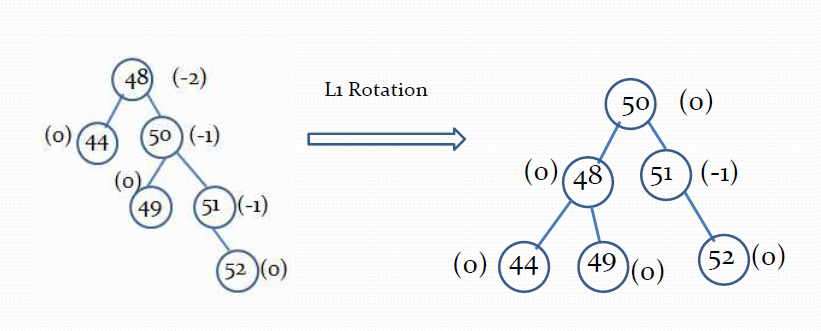 48 (-2)
(0) 44 50 (-1)
(0)
49 51 (-1)
52 (0)
L1 Rotation
50 (0)
(0) 48 51 (-1)
(0) 44 49 (0) 52 (0)